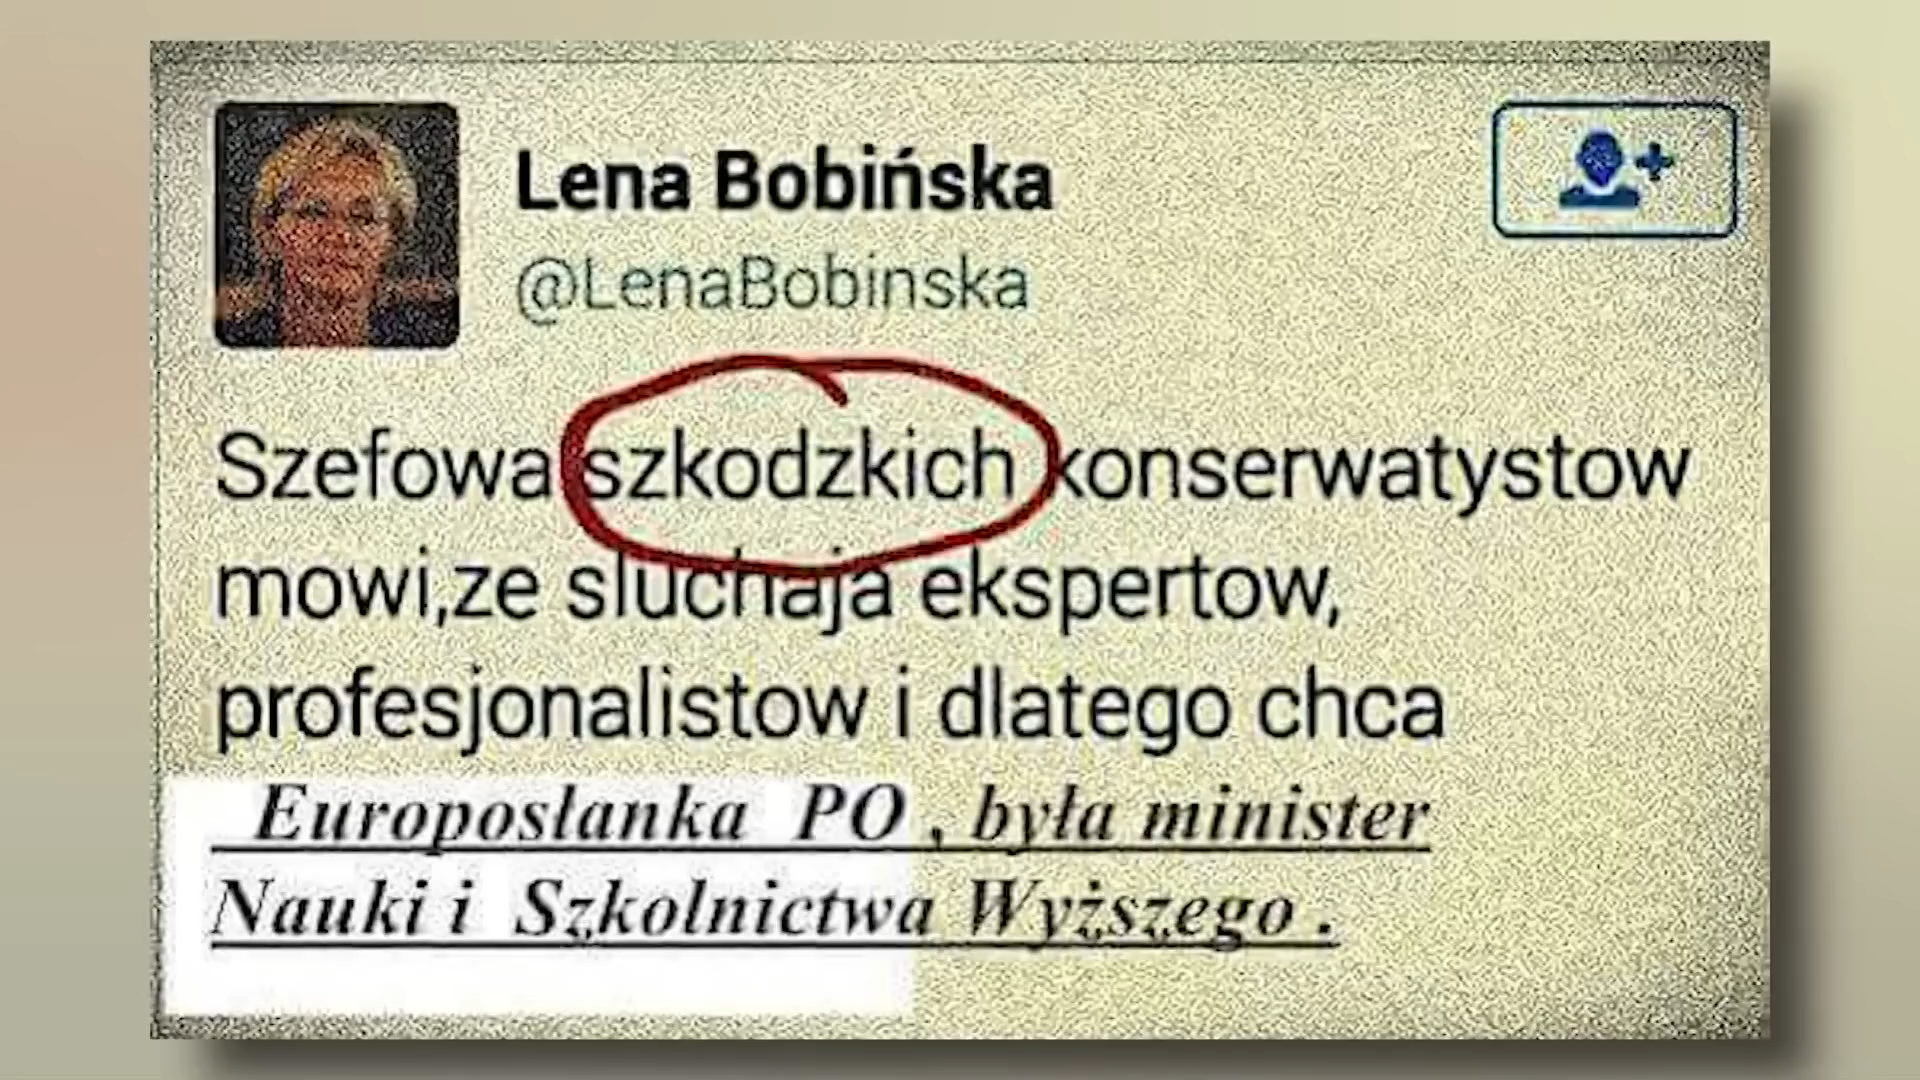 Lena Bobińska
@LenaBobinska
Szefowa szkodzkich konserwatystow
mowi,ze sluchaja ekspertow,
profesjonalistow i dlatego chca
Europosłanka PO , była minister
Nauki i Szkolnictwa Wyższego .